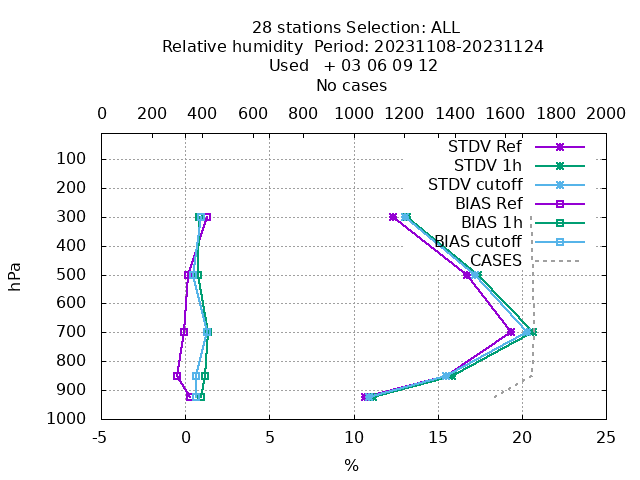 28 stations Selection: ALL
Relative humidity  Period: 20231108-20231124
Used   + 03 06 09 12
No cases
0 200 300 400 600 800 1000 1200 1400 1600 1800 2000
STDV Ref
STDV 1h
STDV cutoff
BIAS Ref
BIAS 1h
BIAS cutoff
CASES
hPa
100
200
300
400
500
600
700
800
900
1000
-5 0 5 10 15 20 25
%